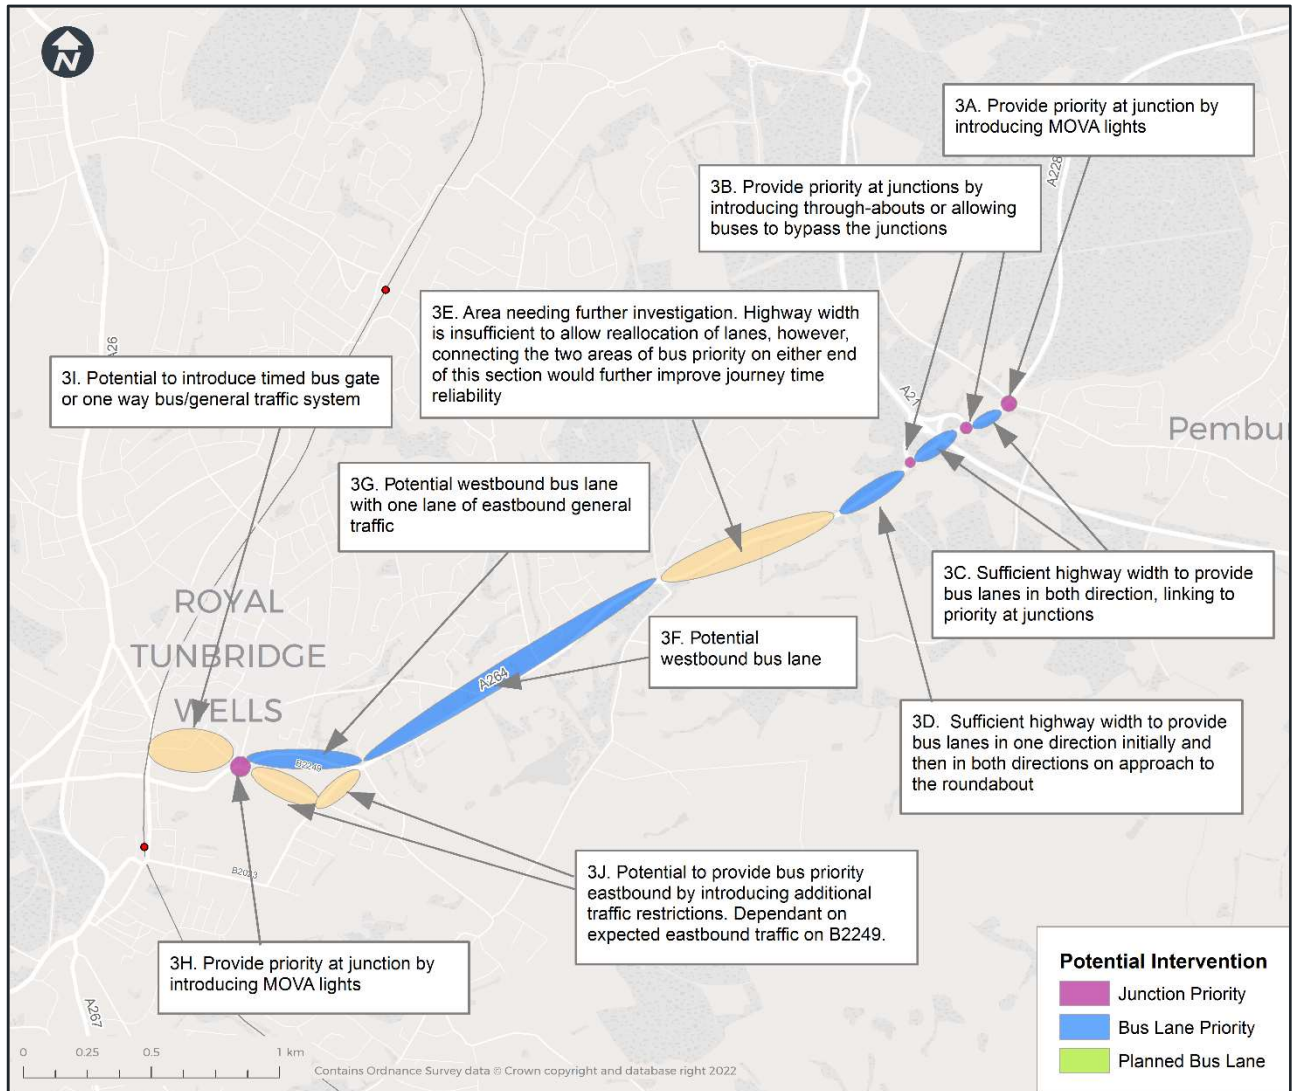 N
3A. Provide priority at junction by
introducing MOVA lights
A228
3B. Provide priority at junctions by
introducing through-abouts or allowing
buses to bypass the junctions
3E. Area needing further investigation. Highway width
is insufficient to allow reallocation of lanes, however,
connecting the two areas of bus priority on either end
of this section would further improve journey time
reliability
A26
3I. Potential to introduce timed bus gate
or one way bus/general traffic system
A21
Pembu
3G. Potential westbound bus lane
with one lane of eastbound general
traffic
3C. Sufficient highway width to provide
bus lanes in both direction, linking to
priority at junctions
ROYAL
TUNBRIDGE
WELLS
3F. Potential
westbound bus lane
A264
3D. Sufficient highway width to provide
bus lanes in one direction initially and
then in both directions on approach to
the roundabout
B2249
3J. Potential to provide bus priority
eastbound by introducing additional
traffic restrictions. Dependant on
expected eastbound traffic on B2249.
B2023
3H. Provide priority at junction by
introducing MOVA lights
A267
Potential Intervention
Junction Priority
Bus Lane Priority
Planned Bus Lane
0 0.25 0.5 1 km
Contains Ordnance Survey data © Crown copyright and database right 2022